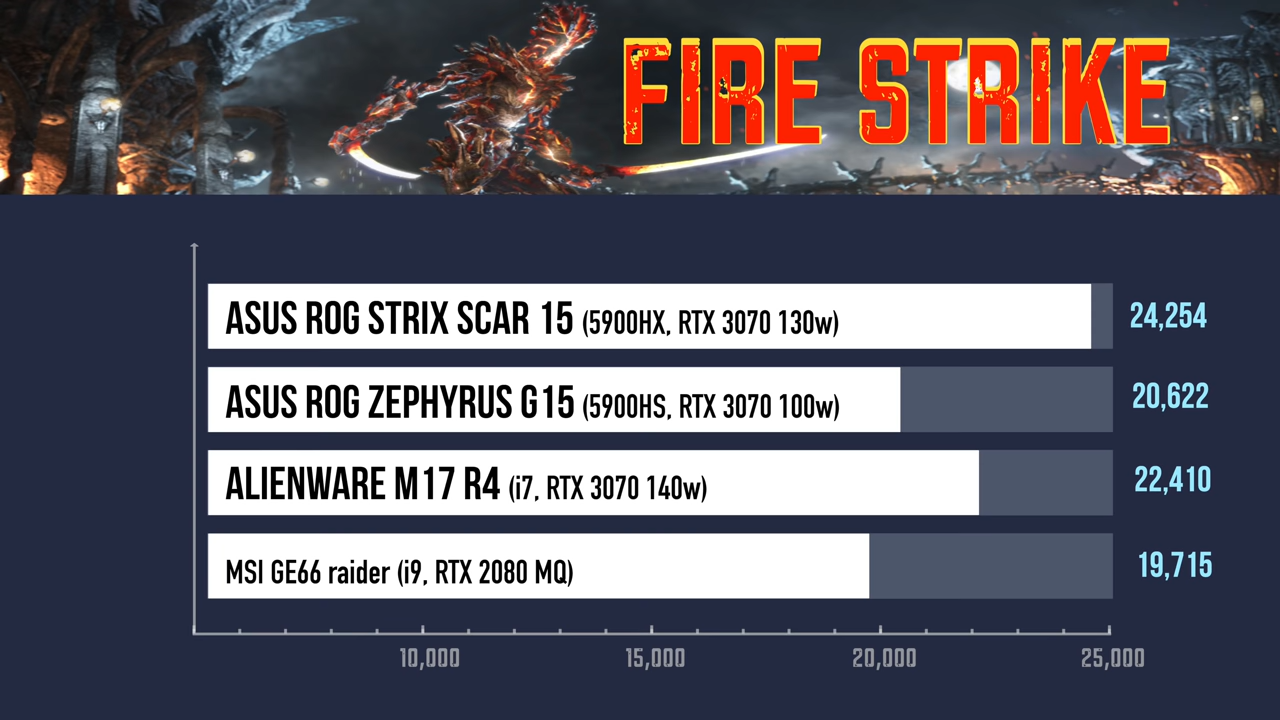 FIRE STRIKE
ASUS ROG STRIX SCAR 15 (5900HX, RTX 3070 130w) 24,254
ASUS ROG ZEPHYRUS G15 (5900HS, RTX 3070 100w) 20,622
ALIENWARE M17 R4 (i7, RTX 3070 140w) 22,410
MSI GE66 raider (i9, RTX 2080 MQ) 19,715
10,000 15,000 20,000 25,000